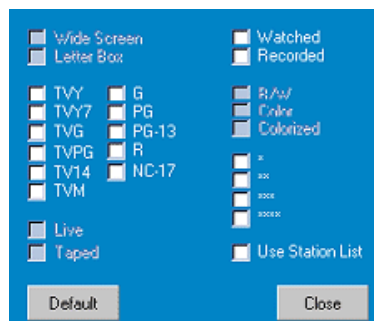 Wide Screen
Letter Box
Watched
Recorded
TVY
TVY7
TVG
TVPG
TV14
TVM
G
PG
PG-13
R
NC-17
B/W
Color
Colorized
*
**
***
****
Live
Taped
Use Station List
Default
Close